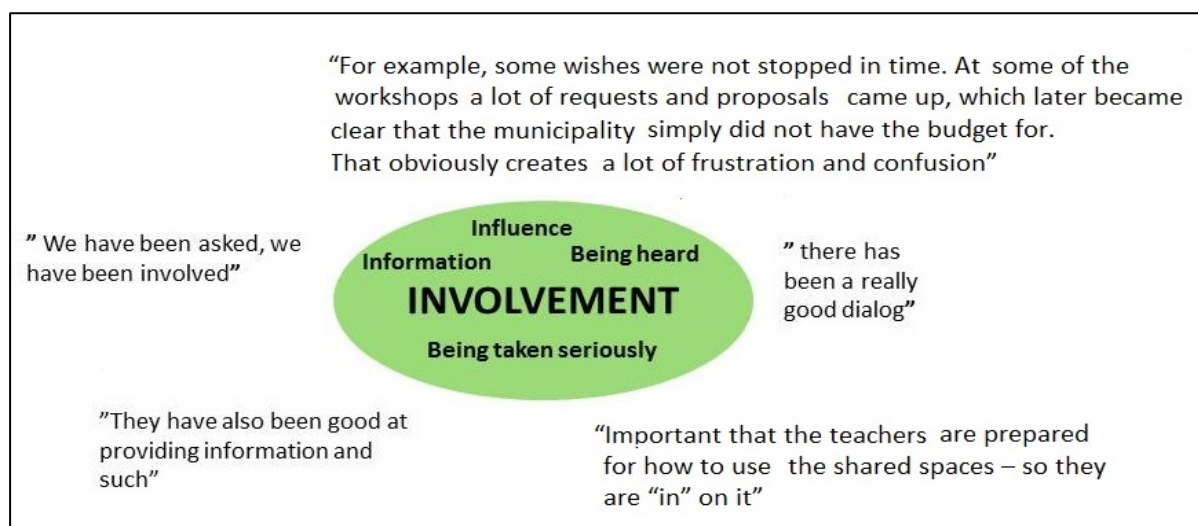 “For example, some wishes were not stopped in time. At some of the
workshops a lot of requests and proposals came up, which later became
clear that the municipality simply did not have the budget for.
That obviously creates a lot of frustration and confusion”
” We have been asked, we
have been involved”
Influence
Information
Being heard
INVOLVEMENT
Being taken seriously
” there has
been a really
good dialog”
”They have also been good at
providing information and
such”
“Important that the teachers are prepared
for how to use the shared spaces – so they
are “in” on it”